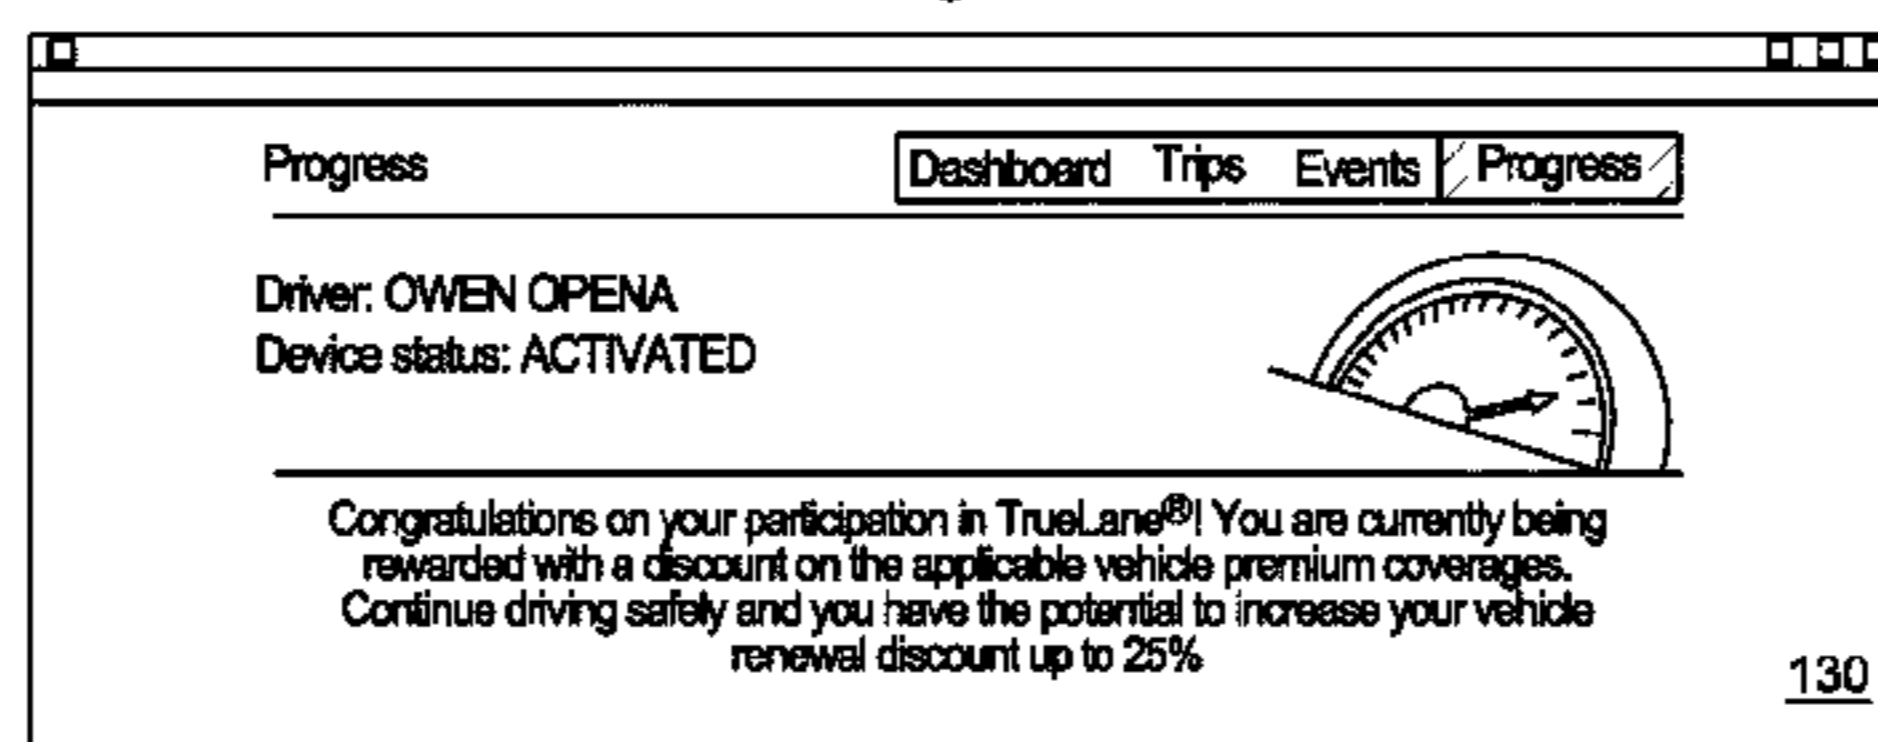 Progress
Dashboard Trips Events Progress
Driver: OWEN OPENA
Device status: ACTIVATED
Congratulations on your participation in TrueLane®! You are currently being
rewarded with a discount on the applicable vehicle premium coverages.
Continue driving safely and you have the potential to increase your vehicle
renewal discount up to 25%
130